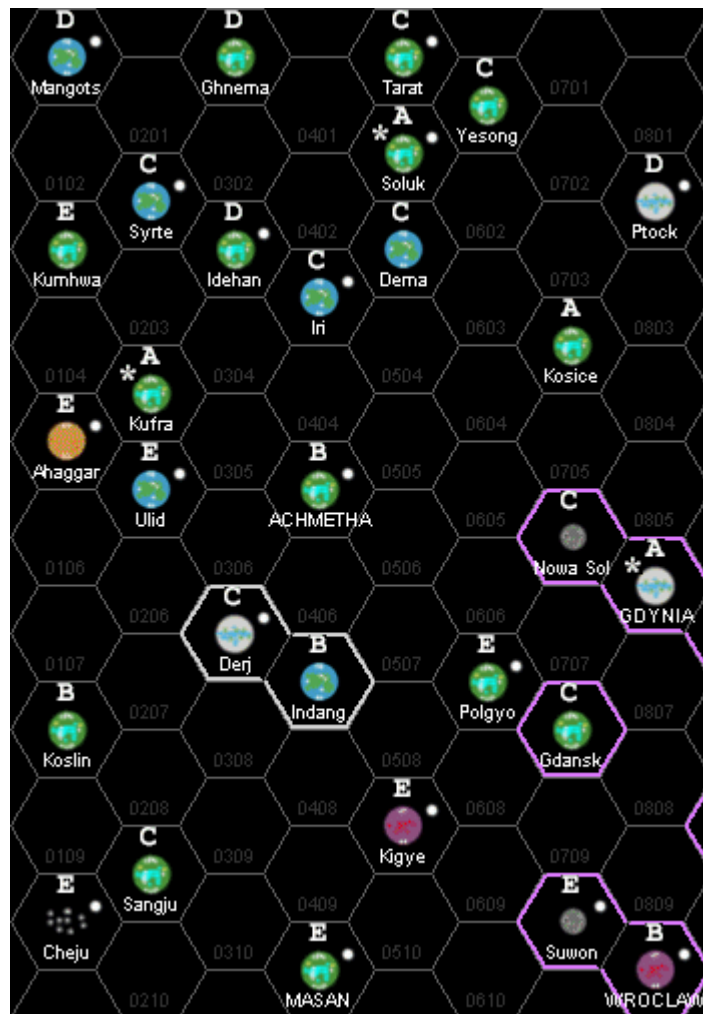 D D C
C
Mangots Ghnema Tarat 0701
A
0201 0401 * Yesong 0801
C D
0102 0302 Soluk 0702
E Syrte D 0402 C 0602 Ptock
C
Kumhwa Idehan Derna 0703
A
0203 Iri 0603 0803
A
0104 * 0304 0504 Kosice
E
Kufra 0404 0604 0804
E B
Ahaggar 0305 0505 0705
C
Ulid ACHMETHA 0605 0805
A
0106 0306 0506 Nowa Sol *
C
0206 0406 0606 GDYNIA
B E
0107 Derj 0507 0707
B C
0207 Indang Polgyo 0807
Koslin 0308 0508 Gdansk
E
0208 0408 0608 0808
C
0109 0309 Kigye 0709
E E
Sangju 0409 0609 0809
E B
Cheju 0310 0510 Suwon
0210 MASAN 0610 WROCLAW